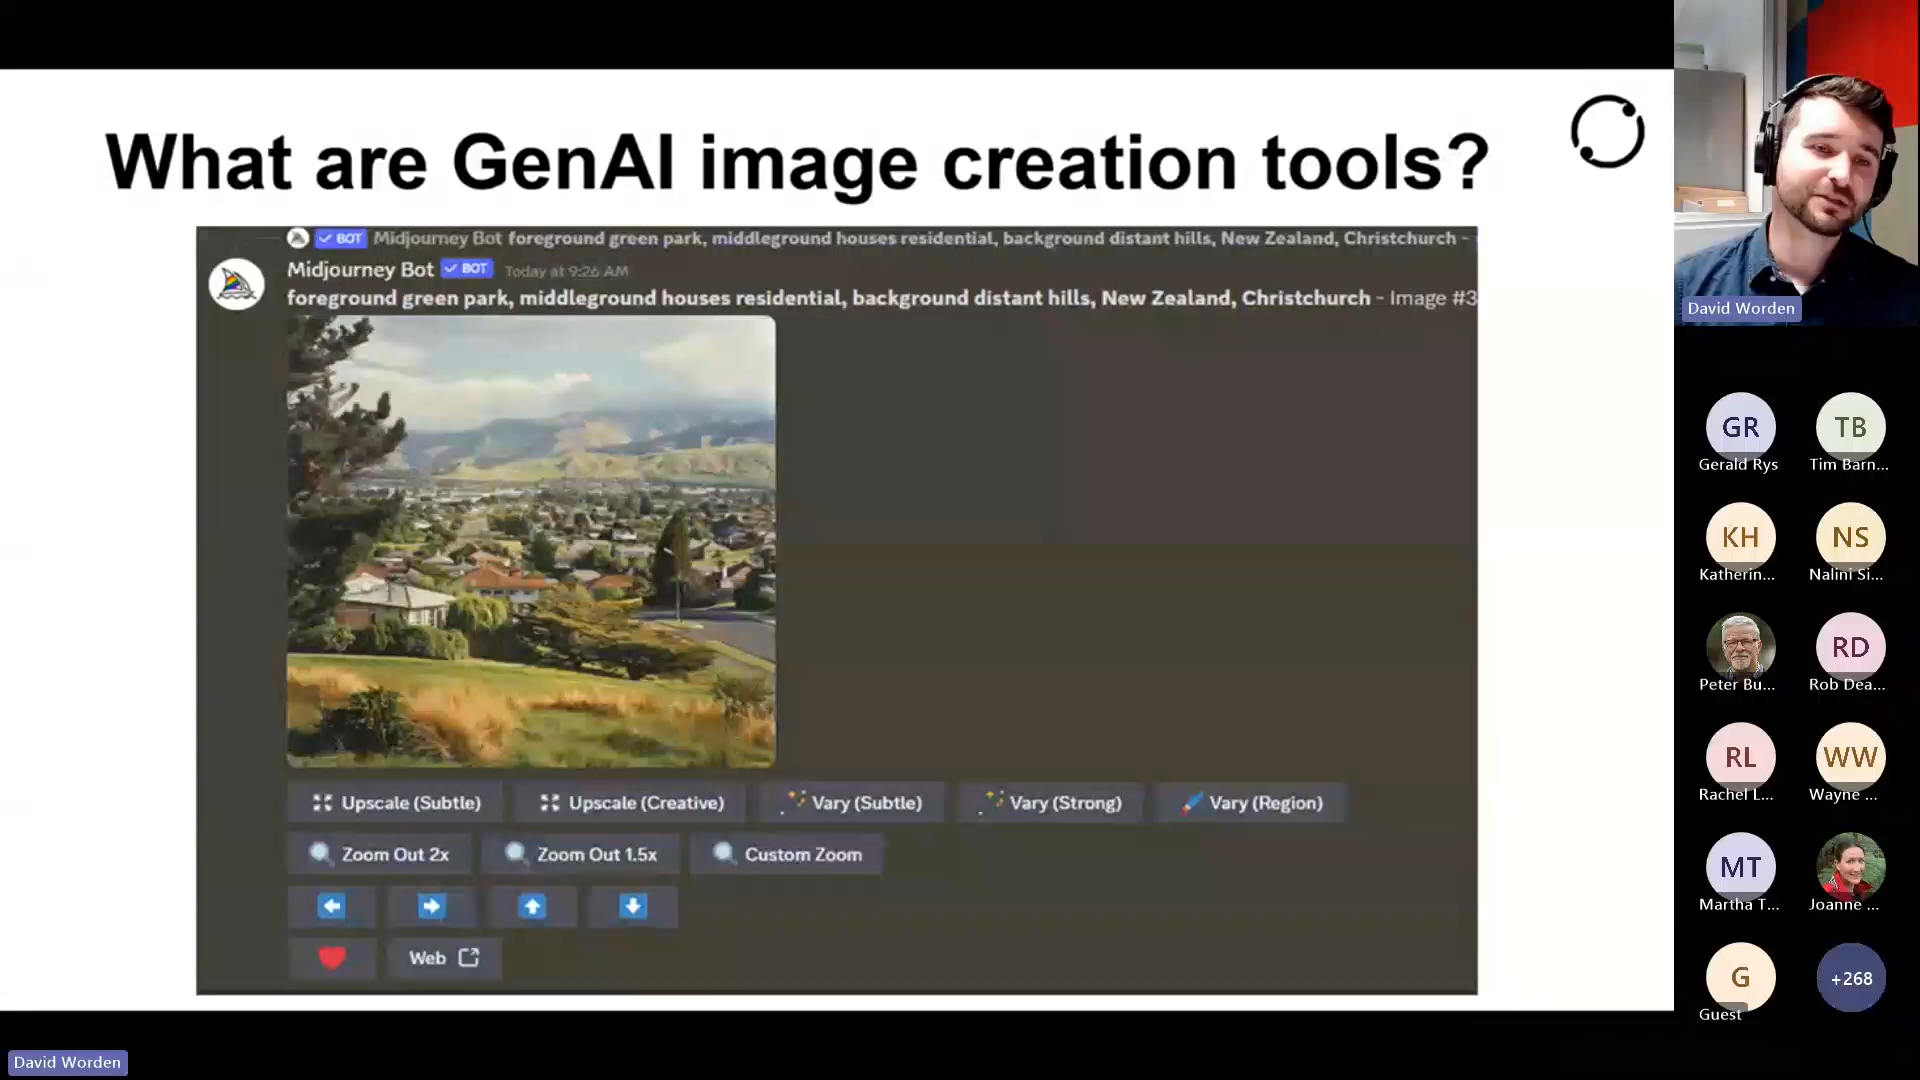 What are GenAI image creation tools?
BOT Midjourney Bot foreground green park, middleground houses residential, background distant hills, New Zealand, Christchurch -
Midjourney Bot BOT Today at 9:26 AM
foreground green park, middleground houses residential, background distant hills, New Zealand, Christchurch - Image #3
Upscale (Subtle) Upscale (Creative) Vary (Subtle) Vary (Strong) Vary (Region)
Zoom Out 2x Zoom Out 1.5x Custom Zoom
Web
David Worden
GR TB
Gerald Rys Tim Barn...
KH NS
Katherin... Nalini Si...
RD
Peter Bu... Rob Dea...
RL WW
Rachel L... Wayne ...
MT
Martha T... Joanne ...
G +268
Guest
David Worden